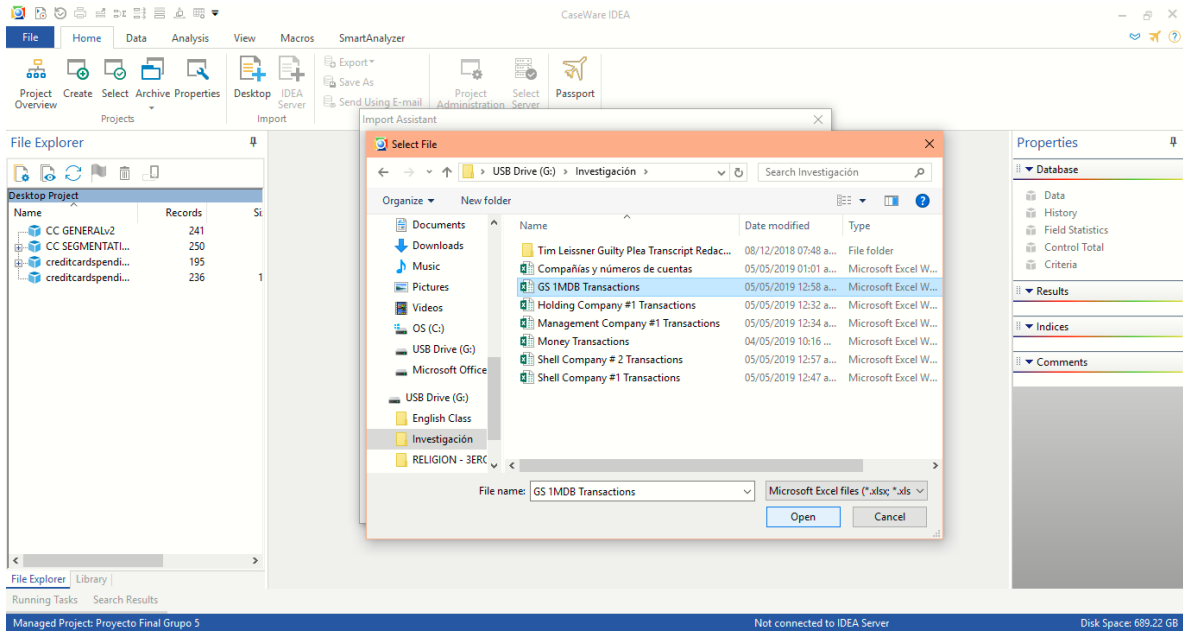 CaseWare IDEA
File Home Data Analysis View Macros SmartAnalyzer
Project Overview Create Select Archive Properties Desktop IDEA Server Export Save As Send Using E-mail Project Administration Select Server Passport
Projects Import
File Explorer
Desktop Project
Name Records Si
CC GENERALv2 241
CC SEGMENTATI... 250
creditcardspendi... 195
creditcardspendi... 236 1
File Explorer Library
Running Tasks Search Results
Managed Project: Proyecto Final Grupo 5 Not connected to IDEA Server Disk Space: 689.22 GB
Import Assistant
Select File
USB Drive (G:) > Investigación > Search Investigación
Organize New folder
Documents
Downloads
Music
Pictures
Videos
OS (C:)
USB Drive (G:)
Microsoft Office
USB Drive (G:)
English Class
Investigación
RELIGION - 3ERC
Name Date modified Type
Tim Leissner Guilty Plea Transcript Redac... 08/12/2018 07:48 a... File folder
Compañías y números de cuentas 05/05/2019 01:01 a... Microsoft Excel W...
GS 1MDB Transactions 05/05/2019 12:58 a... Microsoft Excel W...
Holding Company #1 Transactions 05/05/2019 12:32 a... Microsoft Excel W...
Management Company #1 Transactions 05/05/2019 12:34 a... Microsoft Excel W...
Money Transactions 04/05/2019 10:16 ... Microsoft Excel W...
Shell Company # 2 Transactions 05/05/2019 12:57 a... Microsoft Excel W...
Shell Company #1 Transactions 05/05/2019 12:47 a... Microsoft Excel W...
File name: GS 1MDB Transactions Microsoft Excel files (*.xlsx; *.xls
Open Cancel
Properties
Database
Data
History
Field Statistics
Control Total
Criteria
Results
Indices
Comments